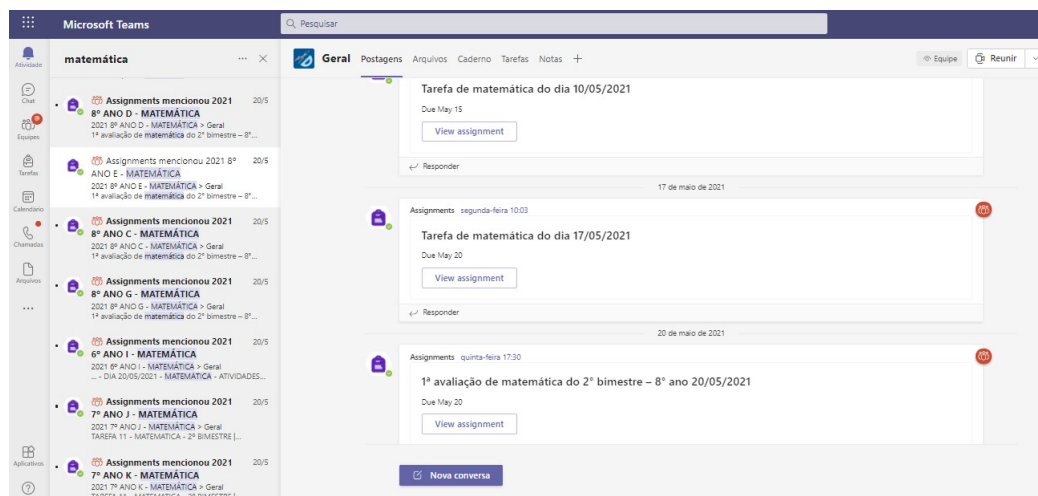 Microsoft Teams
Pesquisar
Atividade
Chat
Equipes
Tarefas
Calendário
Chamadas
Arquivos
...
Aplicativos
matemática
Assignments mencionou 2021 20/5
8º ANO D - MATEMÁTICA
2021 8º ANO D - MATEMÁTICA > Geral
1ª avaliação de matemática do 2° bimestre – 8°...
Assignments mencionou 2021 8º 20/5
ANO E - MATEMÁTICA
2021 8º ANO E - MATEMÁTICA > Geral
1ª avaliação de matemática do 2° bimestre – 8°...
Assignments mencionou 2021 20/5
8º ANO C - MATEMÁTICA
2021 8º ANO C - MATEMÁTICA > Geral
1ª avaliação de matemática do 2° bimestre – 8°...
Assignments mencionou 2021 20/5
8º ANO G - MATEMÁTICA
2021 8º ANO G - MATEMÁTICA > Geral
1ª avaliação de matemática do 2° bimestre – 8°...
Assignments mencionou 2021 20/5
6º ANO I - MATEMÁTICA
2021 6º ANO I - MATEMÁTICA > Geral
... - DIA 20/05/2021 - MATEMÁTICA - ATIVIDADES...
Assignments mencionou 2021 20/5
7º ANO J - MATEMÁTICA
2021 7º ANO J - MATEMÁTICA > Geral
TAREFA 11 - MATEMATICA - 2º BIMESTRE |...
Assignments mencionou 2021 20/5
7º ANO K - MATEMÁTICA
2021 7º ANO K - MATEMÁTICA > Geral
Geral Postagens Arquivos Caderno Tarefas Notas +
Equipe Reunir
Tarefa de matemática do dia 10/05/2021
Due May 15
View assignment
Responder
17 de maio de 2021
Assignments segunda-feira 10:03
Tarefa de matemática do dia 17/05/2021
Due May 20
View assignment
Responder
20 de maio de 2021
Assignments quinta-feira 17:30
1ª avaliação de matemática do 2° bimestre – 8° ano 20/05/2021
Due May 20
View assignment
Nova conversa